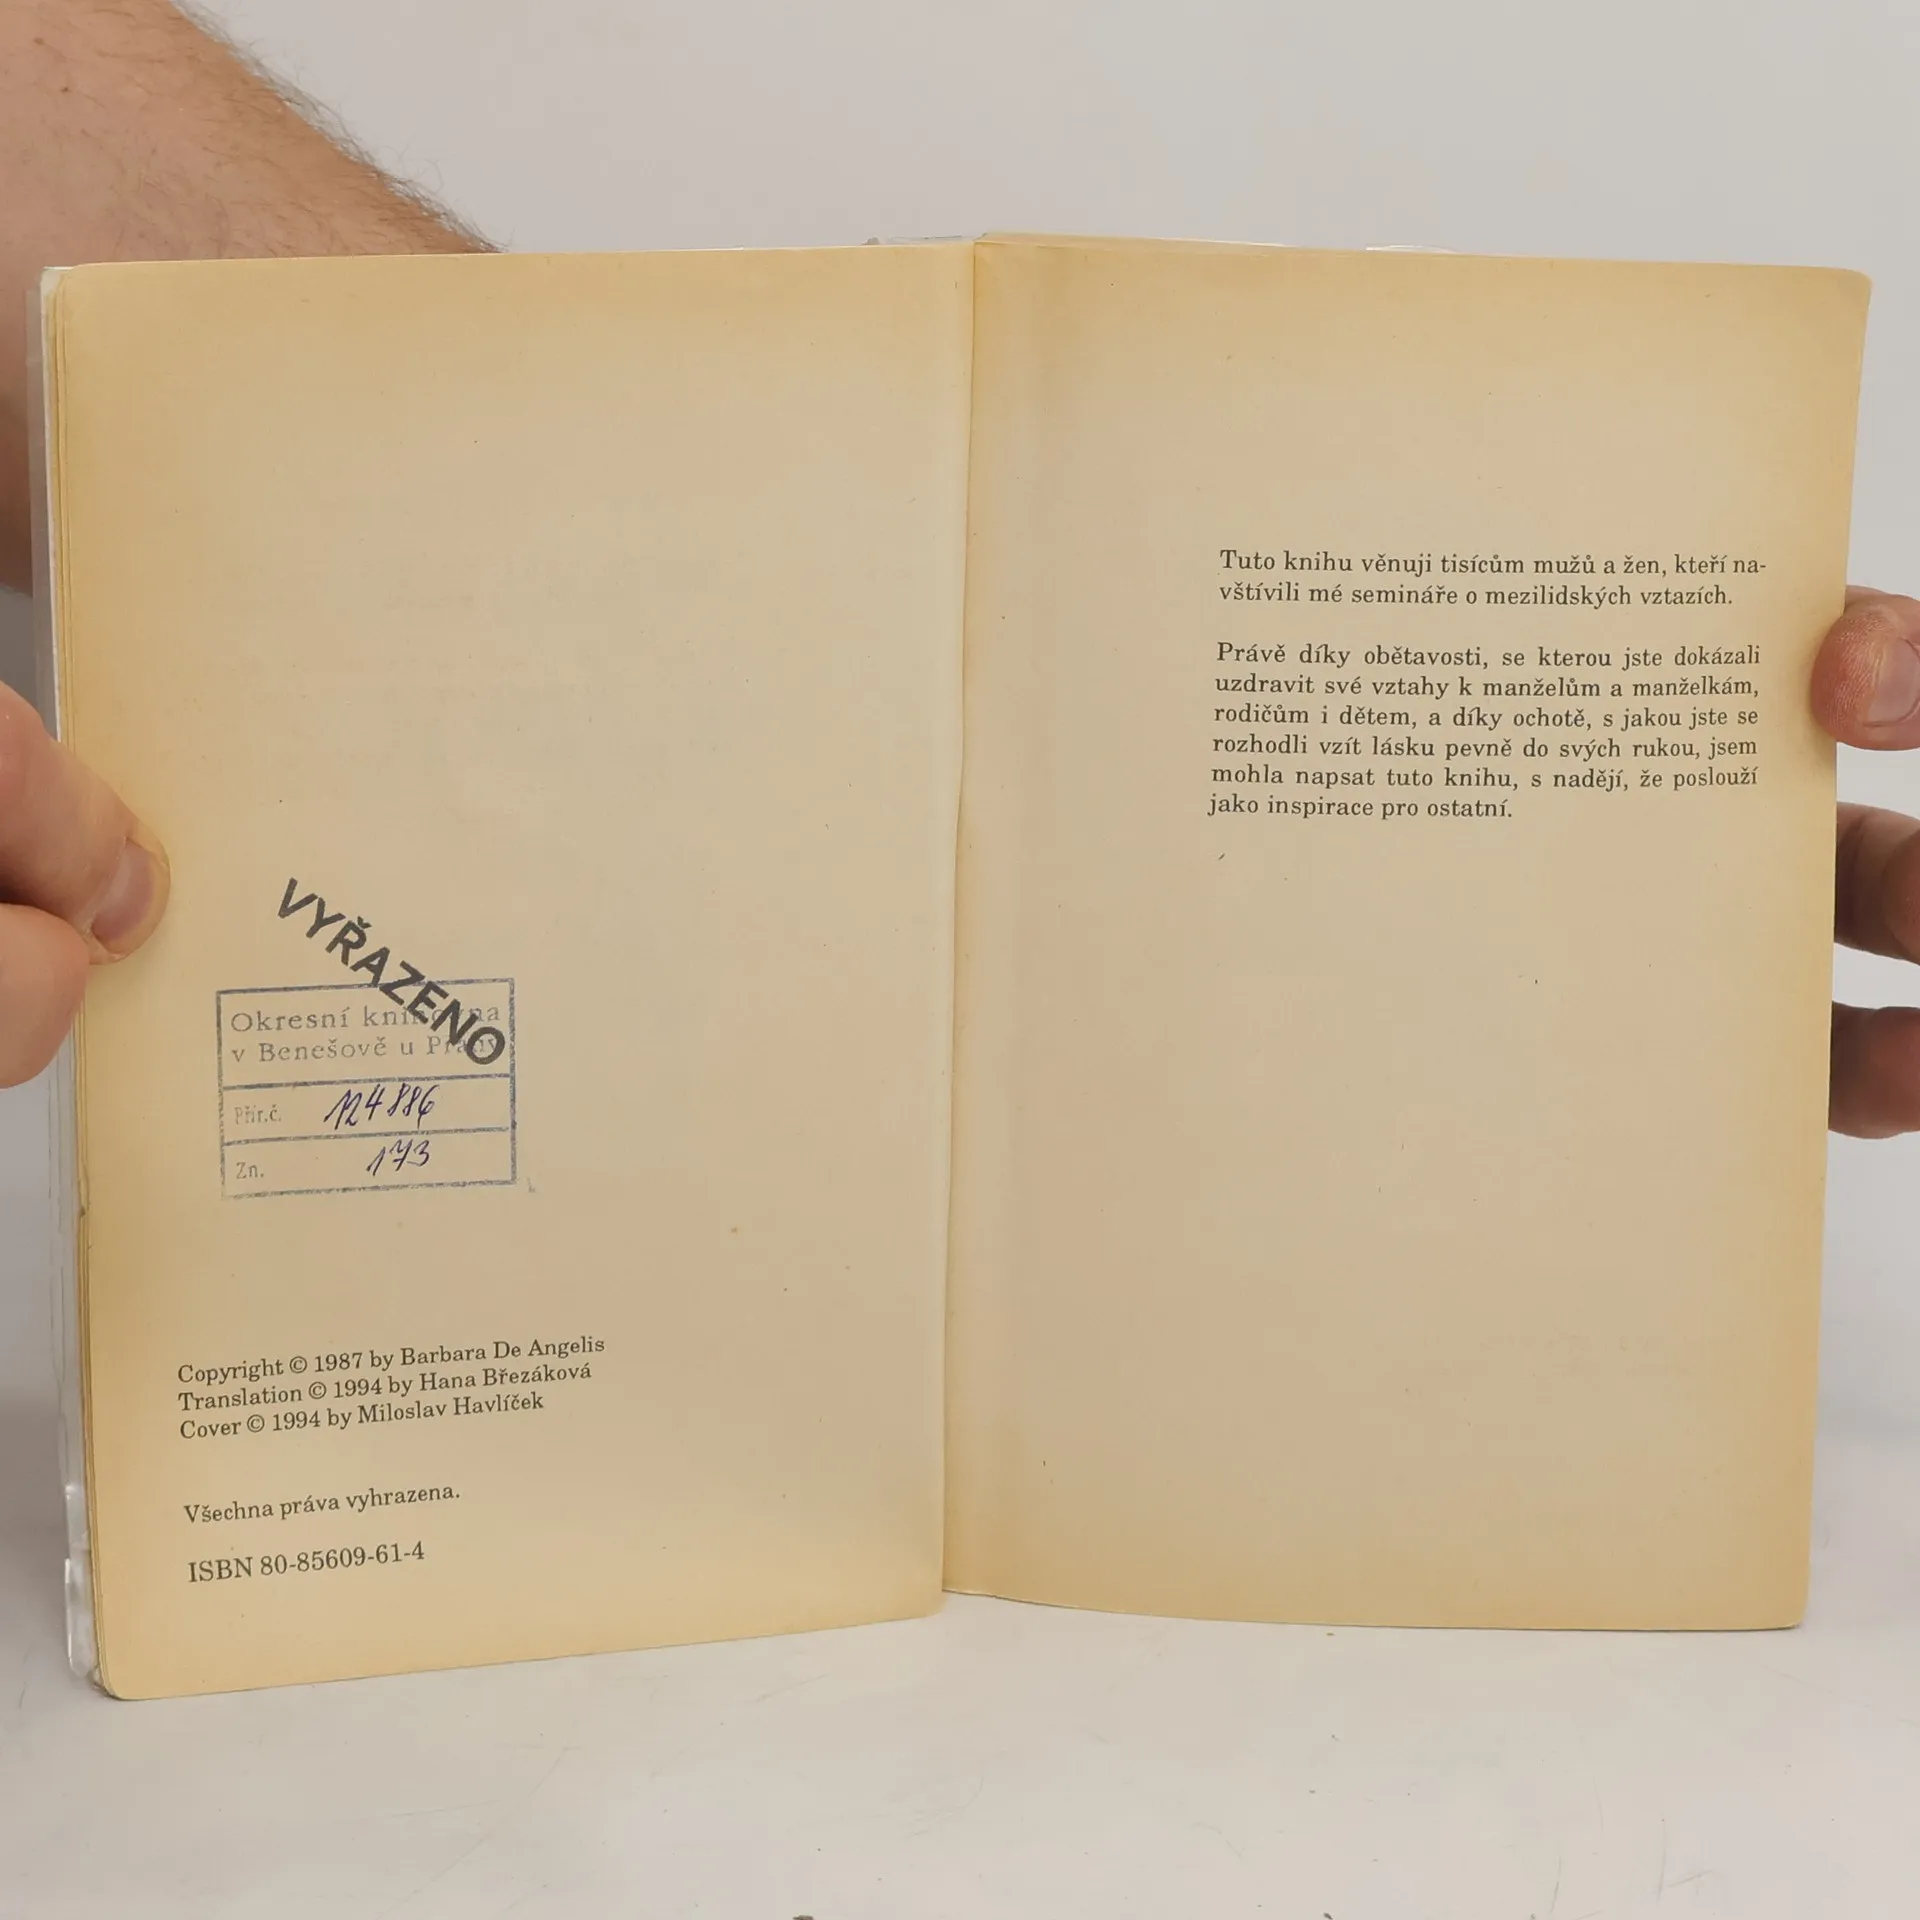 VYŘAZENO
Okresní knihovna
v Benešově u Prahy
Přír.č. 124886
Zn. 173
Copyright © 1987 by Barbara De Angelis
Translation © 1994 by Hana Březáková
Cover © 1994 by Miloslav Havlíček
Všechna práva vyhrazena.
ISBN 80-85609-61-4
Tuto knihu věnuji tisícům mužů a žen, kteří na-
vštívili mé semináře o mezilidských vztazích.
Právě díky obětavosti, se kterou jste dokázali
uzdravit své vztahy k manželům a manželkám,
rodičům i dětem, a díky ochotě, s jakou jste se
rozhodli vzít lásku pevně do svých rukou, jsem
mohla napsat tuto knihu, s nadějí, že poslouží
jako inspirace pro ostatní.